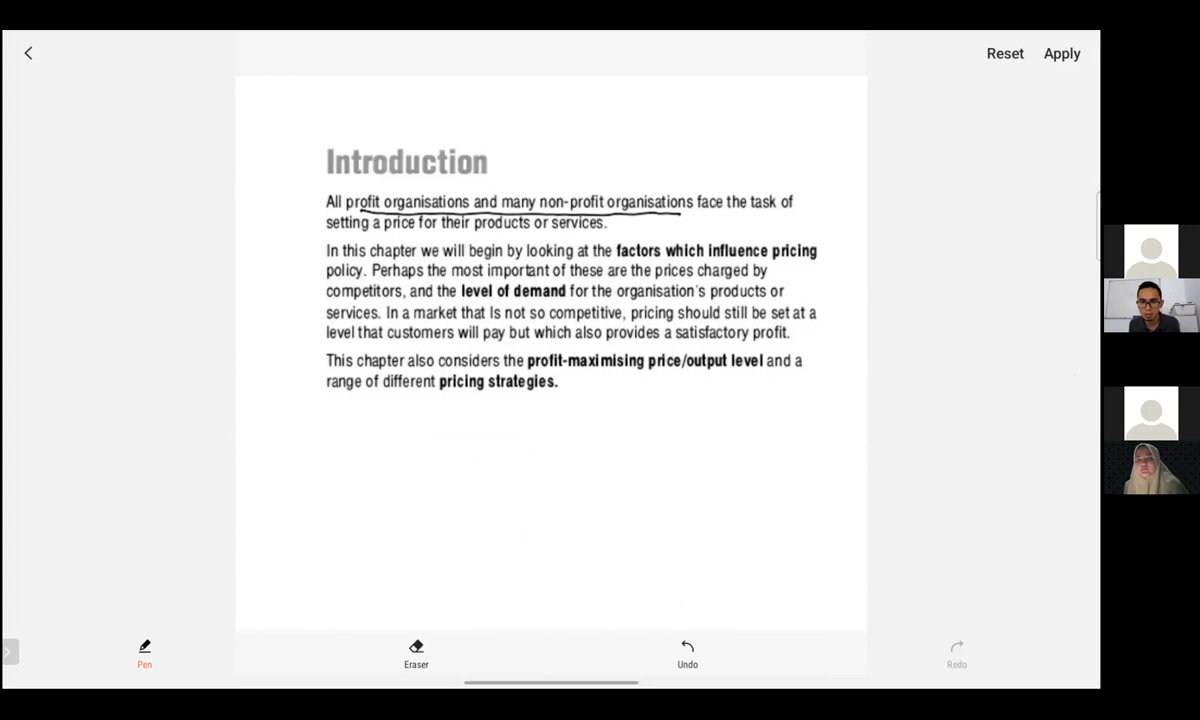 Reset Apply
Introduction
All profit organisations and many non-profit organisations face the task of
setting a price for their products or services.
In this chapter we will begin by looking at the factors which influence pricing
policy. Perhaps the most important of these are the prices charged by
competitors, and the level of demand for the organisation's products or
services. In a market that Is not so competitive, pricing should still be set at a
level that customers will pay but which also provides a satisfactory profit.
This chapter also considers the profit-maximising price/output level and a
range of different pricing strategies.
Pen Eraser Undo Redo